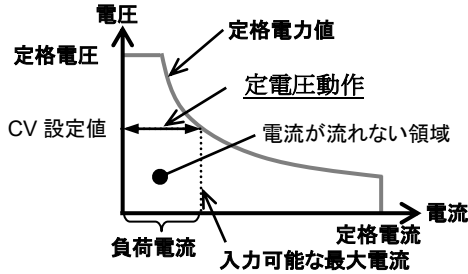 電圧
定格電力値
定格電圧
定電圧動作
CV 設定値
電流が流れない領域
電流
定格電流
負荷電流
入力可能な最大電流